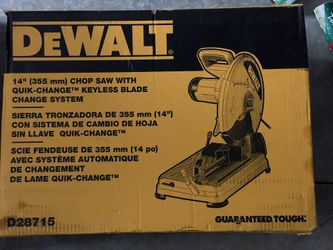 DEWALT
14" (355 mm) CHOP SAW WITH
QUIK-CHANGE™ KEYLESS BLADE
CHANGE SYSTEM
SIERRA TRONZADORA DE 355 mm (14")
CON SISTEMA DE CAMBIO DE HOJA
SIN LLAVE QUIK-CHANGE™
SCIE FENDEUSE DE 355 mm (14 po)
AVEC SYSTÈME AUTOMATIQUE
DE CHANGEMENT
DE LAME QUIK-CHANGE™
D28715
GUARANTEED TOUGH.